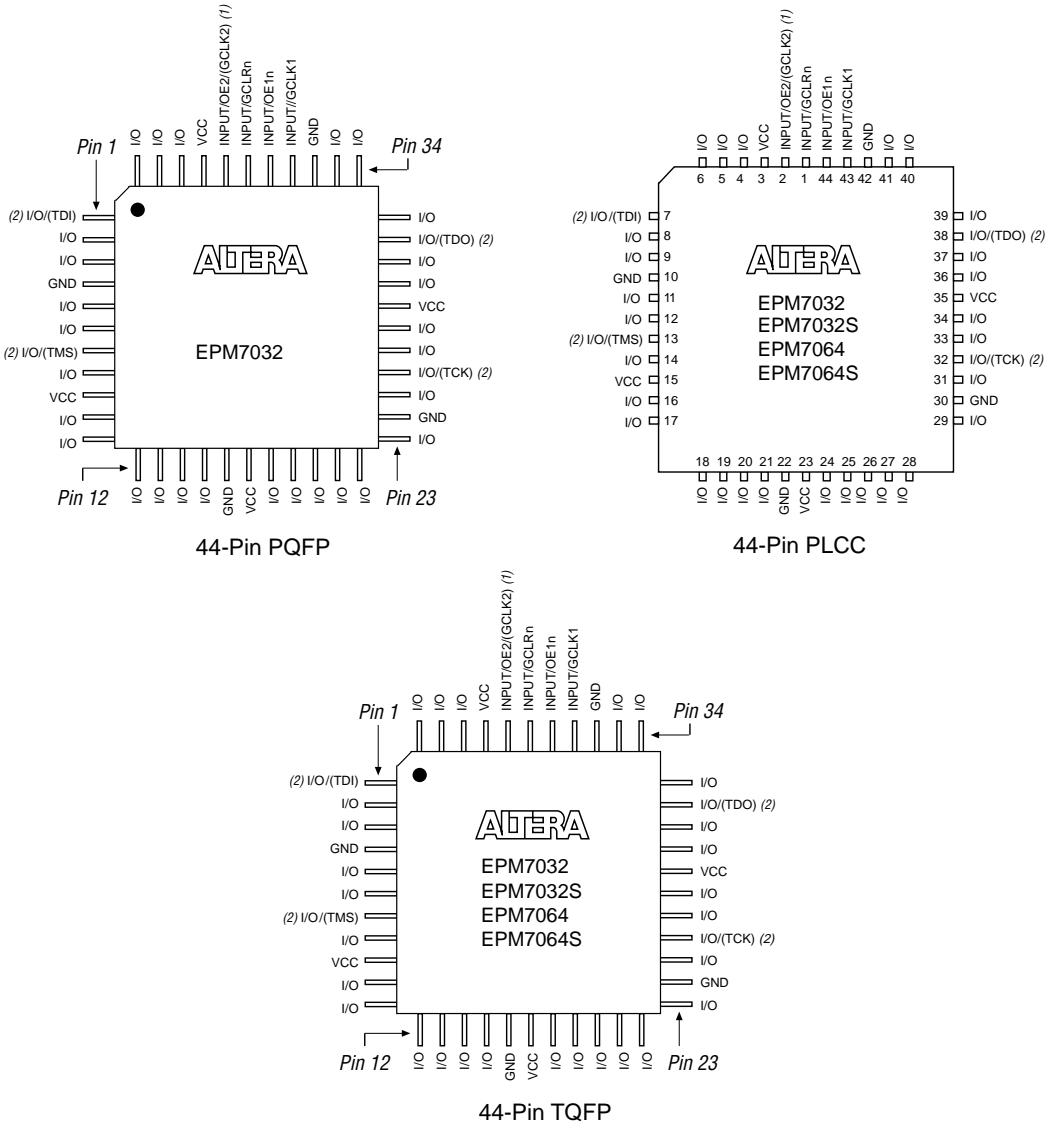 I/O
I/O
I/O
VCC
INPUT/OE2/(GCLK2) (1)
INPUT/GCLRn
INPUT/OE1n
INPUT//GCLK1
GND
I/O
I/O
Pin 1
Pin 34
(2) I/O/(TDI)
I/O
I/O
GND
I/O
I/O
(2) I/O/(TMS)
I/O
VCC
I/O
I/O
ALTERA
EPM7032
I/O
I/O/(TDO) (2)
I/O
I/O
VCC
I/O
I/O
I/O/(TCK) (2)
I/O
GND
I/O
Pin 12
Pin 23
I/O
I/O
I/O
I/O
GND
VCC
I/O
I/O
I/O
I/O
I/O
44-Pin PQFP
I/O
I/O
I/O
VCC
INPUT/OE2/(GCLK2) (1)
INPUT/GCLRn
INPUT/OE1n
INPUT/GCLK1
GND
I/O
I/O
6 5 4 3 2 1 44 43 42 41 40
(2) I/O/(TDI) 7
I/O 8
I/O 9
GND 10
I/O 11
I/O 12
(2) I/O/(TMS) 13
I/O 14
VCC 15
I/O 16
I/O 17
ALTERA
EPM7032
EPM7032S
EPM7064
EPM7064S
39 I/O
38 I/O/(TDO) (2)
37 I/O
36 I/O
35 VCC
34 I/O
33 I/O
32 I/O/(TCK) (2)
31 I/O
30 GND
29 I/O
18 19 20 21 22 23 24 25 26 27 28
I/O
I/O
I/O
I/O
GND
VCC
I/O
I/O
I/O
I/O
I/O
44-Pin PLCC
I/O
I/O
I/O
VCC
INPUT/OE2/(GCLK2) (1)
INPUT/GCLRn
INPUT/OE1n
INPUT/GCLK1
GND
I/O
I/O
Pin 1
Pin 34
(2) I/O/(TDI)
I/O
I/O
GND
I/O
I/O
(2) I/O/(TMS)
I/O
VCC
I/O
I/O
ALTERA
EPM7032
EPM7032S
EPM7064
EPM7064S
I/O
I/O/(TDO) (2)
I/O
I/O
VCC
I/O
I/O
I/O/(TCK) (2)
I/O
GND
I/O
Pin 12
Pin 23
I/O
I/O
I/O
I/O
GND
VCC
I/O
I/O
I/O
I/O
I/O
44-Pin TQFP